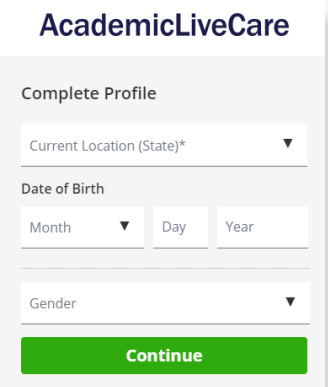 AcademicLiveCare
Complete Profile
Current Location (State)*
Date of Birth
Month Day Year
Gender
Continue